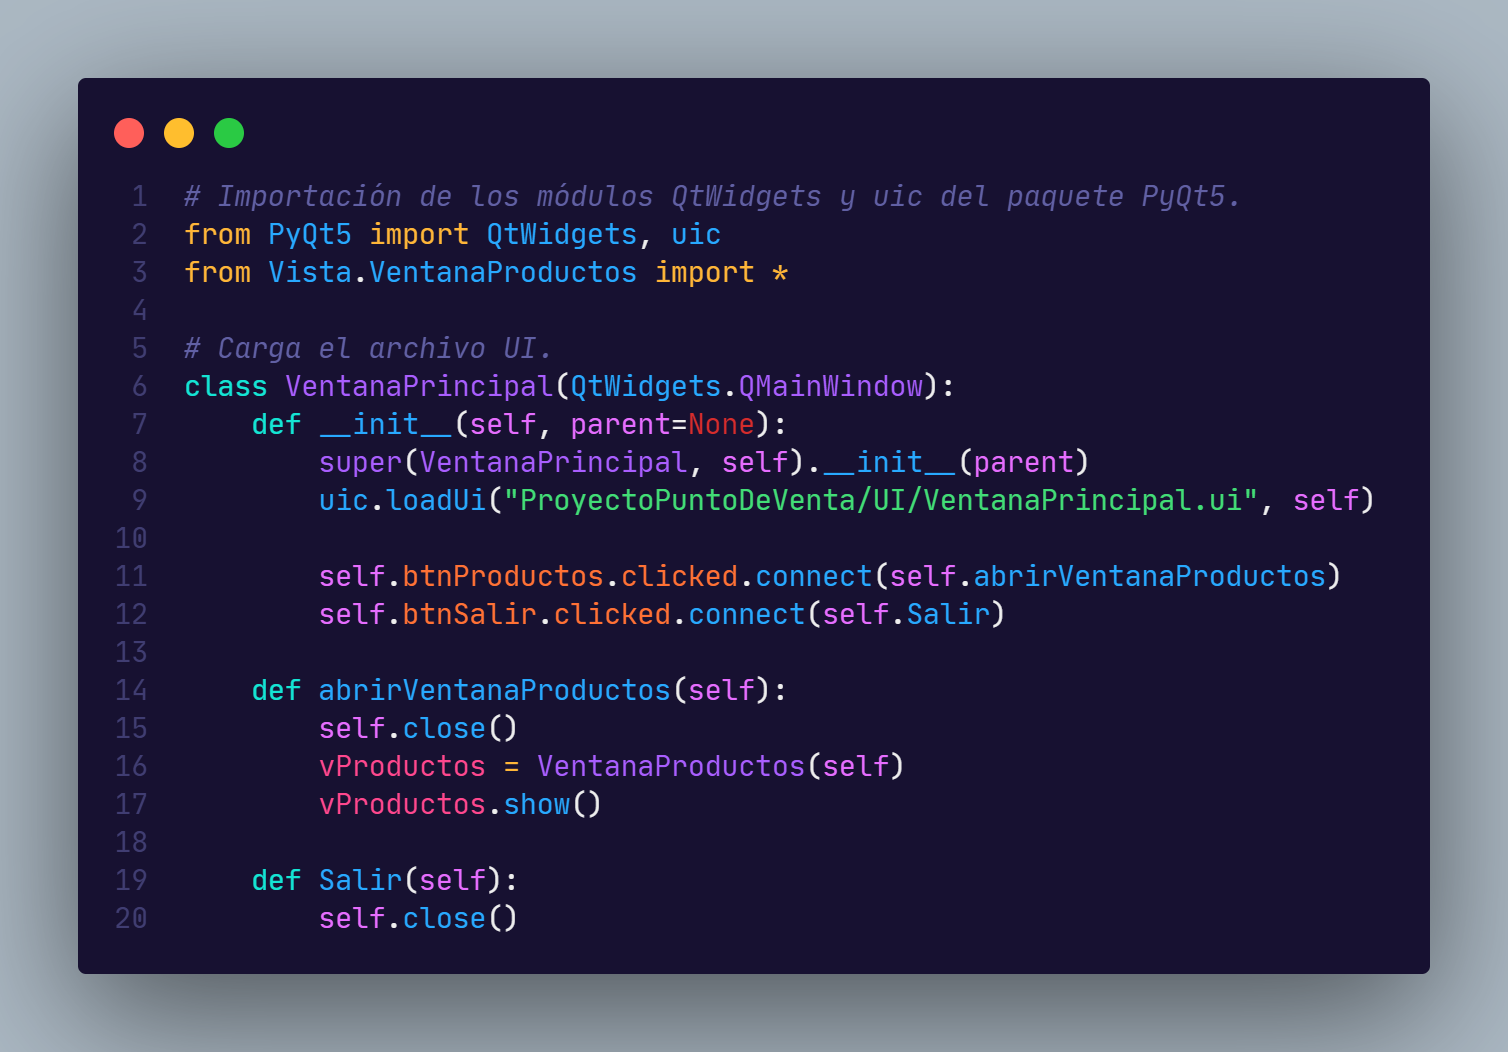 1 # Importación de los módulos QtWidgets y uic del paquete PyQt5.
2 from PyQt5 import QtWidgets, uic
3 from Vista.VentanaProductos import *
4
5 # Carga el archivo UI.
6 class VentanaPrincipal(QtWidgets.QMainWindow):
7     def __init__(self, parent=None):
8         super(VentanaPrincipal, self).__init__(parent)
9         uic.loadUi("ProyectoPuntoDeVenta/UI/VentanaPrincipal.ui", self)
10
11         self.btnProductos.clicked.connect(self.abrirVentanaProductos)
12         self.btnSalir.clicked.connect(self.Salir)
13
14     def abrirVentanaProductos(self):
15         self.close()
16         vProductos = VentanaProductos(self)
17         vProductos.show()
18
19     def Salir(self):
20         self.close()